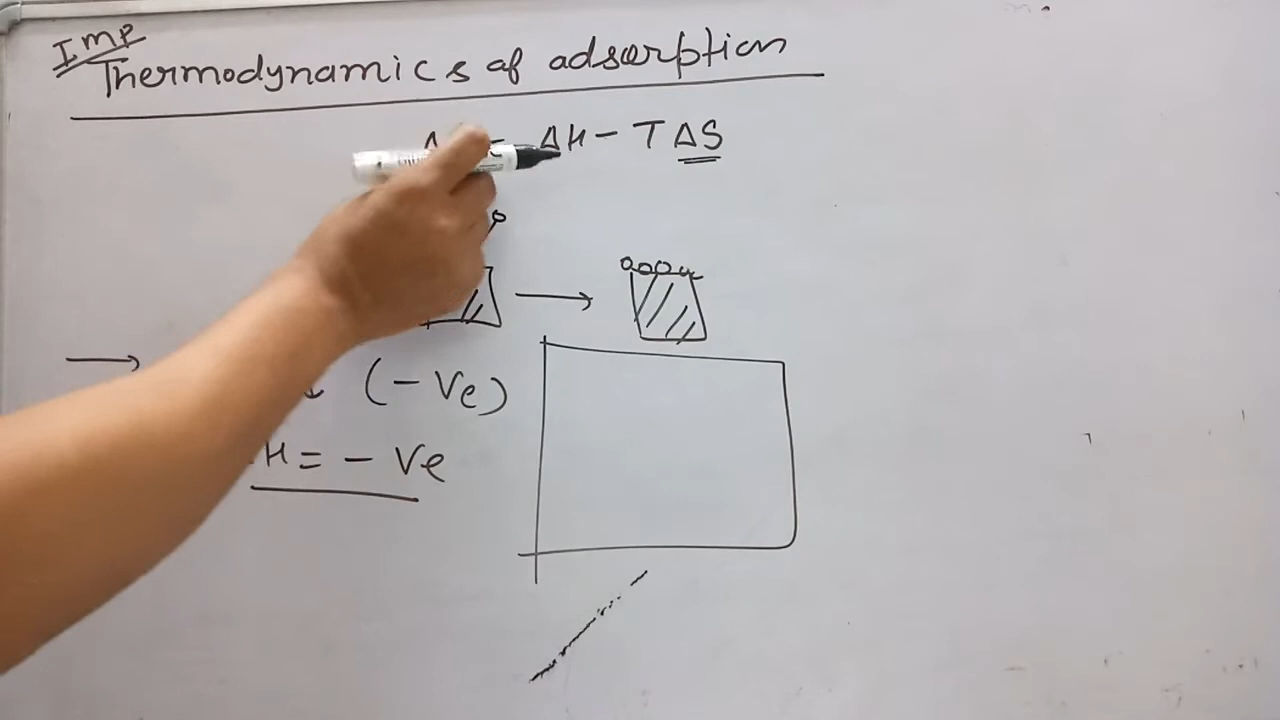 Imp
Thermodynamics of adsorption
ΔH - TΔS
(-Ve)
H = - Ve